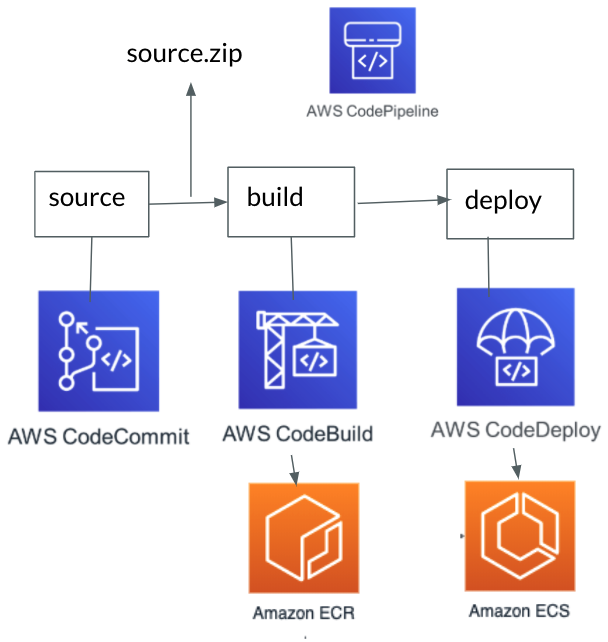 source.zip
AWS CodePipeline
</>
source
build
deploy
</>
</>
</>
AWS CodeCommit
AWS CodeBuild
AWS CodeDeploy
Amazon ECR
Amazon ECS